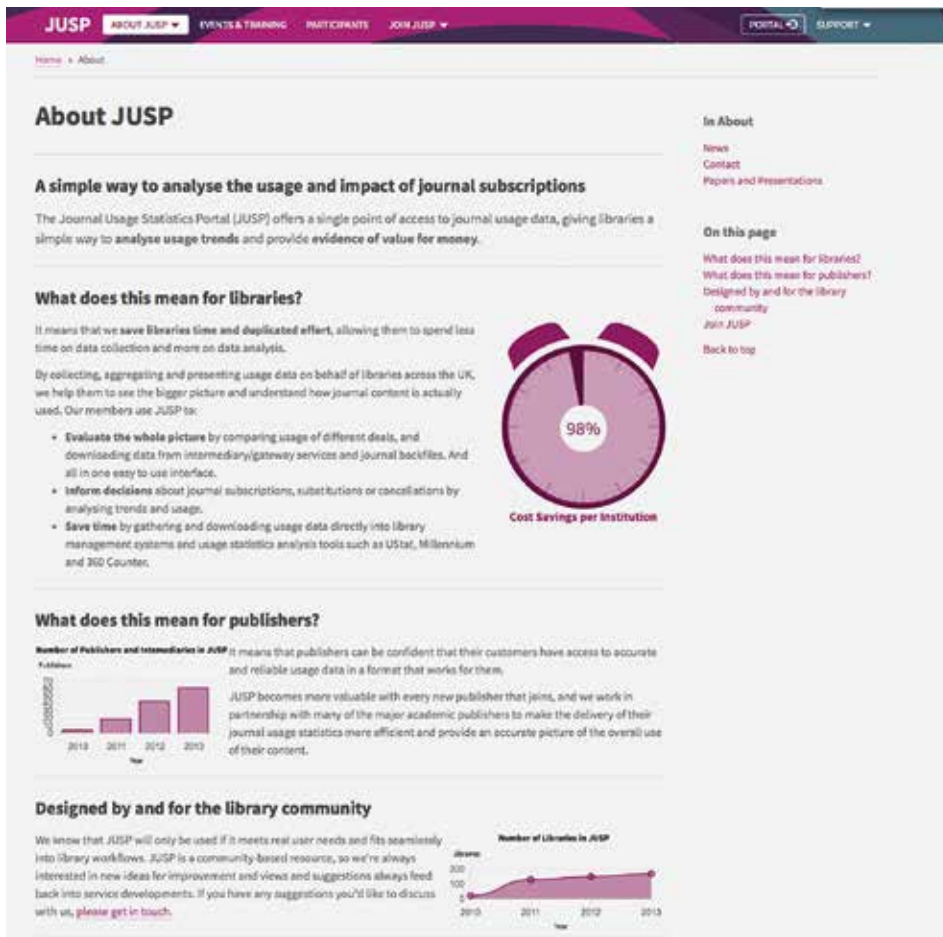 JUSP ABOUT JUSP EVENTS & TRAINING PARTICIPANTS JOIN JUSP PORTAL SUPPORT
Home About
About JUSP
A simple way to analyse the usage and impact of journal subscriptions
The Journal Usage Statistics Portal (JUSP) offers a single point of access to journal usage data, giving libraries a
simple way to analyse usage trends and provide evidence of value for money.
What does this mean for libraries?
It means that we save libraries time and duplicated effort, allowing them to spend less
time on data collection and more on data analysis.
By collecting, aggregating and presenting usage data on behalf of libraries across the UK,
we help them to see the bigger picture and understand how journal content is actually
used. Our members use JUSP to:
• Evaluate the whole picture by comparing usage of different deals, and
downloading data from intermediary/gateway services and journal backfiles. And
all in one easy to use interface.
• Inform decisions about journal subscriptions, substitutions or cancellations by
analysing trends and usage.
• Save time by gathering and downloading usage data directly into library
management systems and usage statistics analysis tools such as UStat, Millennium
and 360 Counter.
98%
Cost Savings per Institution
What does this mean for publishers?
Number of Publishers and Intemediaries in JUSP
Publishers
2010 2011 2012 2013
Year
It means that publishers can be confident that their customers have access to accurate
and reliable usage data in a format that works for them.
JUSP becomes more valuable with every new publisher that joins, and we work in
partnership with many of the major academic publishers to make the delivery of their
journal usage statistics more efficient and provide an accurate picture of the overall use
of their content.
Designed by and for the library community
We know that JUSP will only be used if it meets real user needs and fits seamlessly
into library workflows. JUSP is a community-based resource, so we're always
interested in new ideas for improvement and views and suggestions always feed
back into service developments. If you have any suggestions you'd like to discuss
with us, please get in touch.
Number of Libraries in JUSP
Libraries
200
100
0
2010 2011 2012 2013
Year
In About
News
Contact
Papers and Presentations
On this page
What does this mean for libraries?
What does this mean for publishers?
Designed by and for the library
community
Join JUSP
Back to top